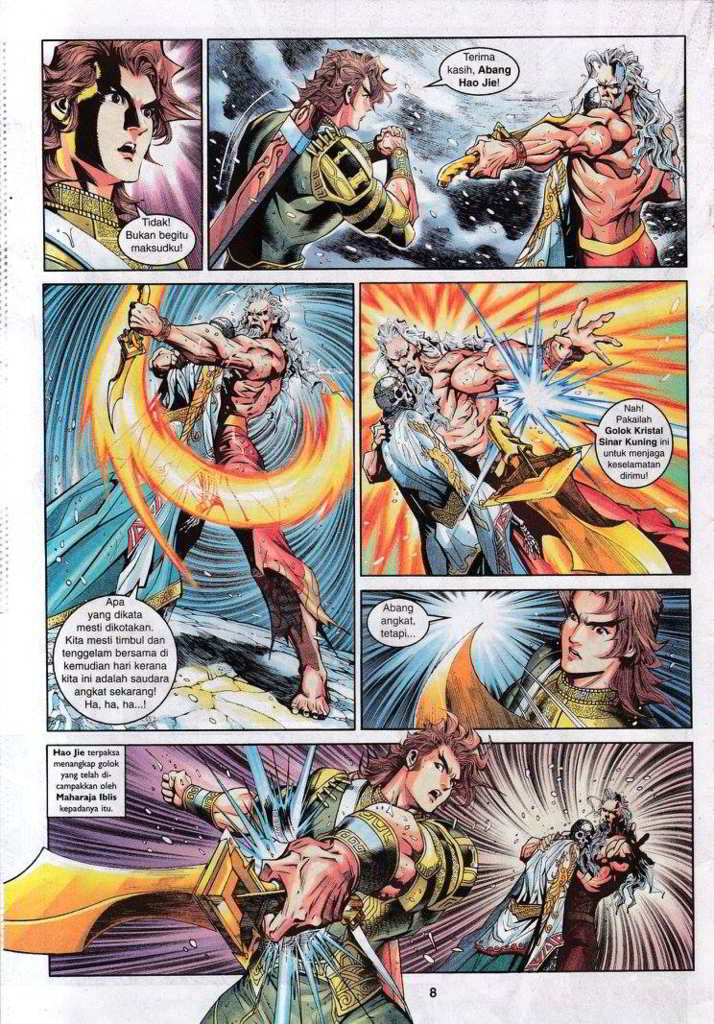 Tidak!
Bukan begitu
maksudku!
Terima
kasih, Abang
Hao Jie!
Apa
yang dikata
mesti dikotakan.
Kita mesti timbul dan
tenggelam bersama di
kemudian hari kerana
kita ini adalah saudara
angkat sekarang!
Ha, ha, ha...!
Nah!
Pakailah
Golok Kristal
Sinar Kuning ini
untuk menjaga
keselamatan
dirimu!
Abang
angkat,
tetapi...
Hao Jie terpaksa
menangkap golok
yang telah di-
campakkan oleh
Maharaja Iblis
kepadanya itu.
8